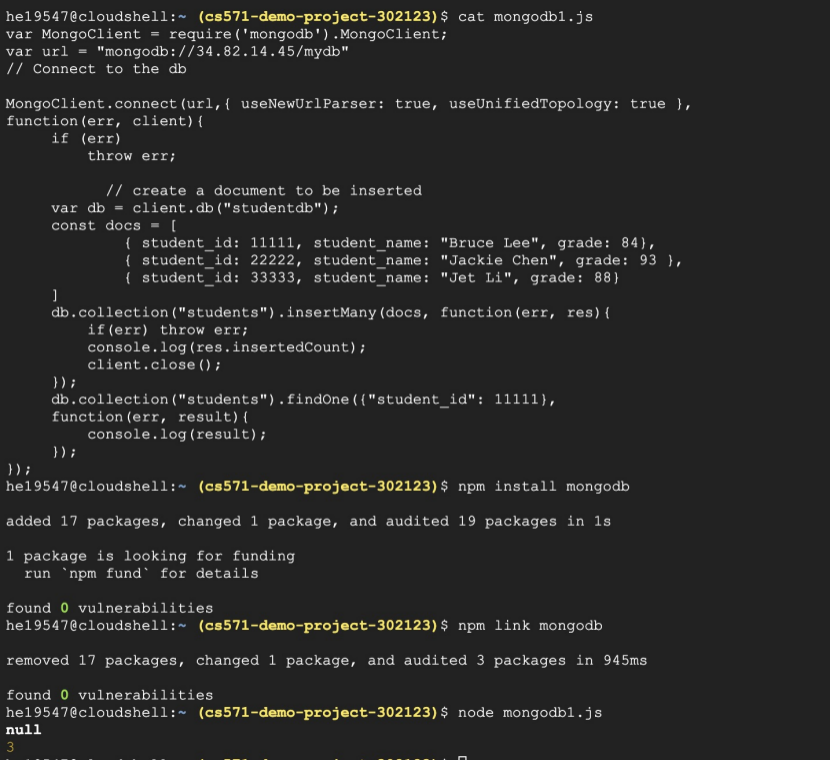 he19547@cloudshell:~ (cs571-demo-project-302123)$ cat mongodb1.js
var MongoClient = require('mongodb').MongoClient;
var url = "mongodb://34.82.14.45/mydb"
// Connect to the db
MongoClient.connect(url,{ useNewUrlParser: true, useUnifiedTopology: true },
function(err, client){
if (err)
throw err;
// create a document to be inserted
var db = client.db("studentdb");
const docs = [
{ student_id: 11111, student_name: "Bruce Lee", grade: 84},
{ student_id: 22222, student_name: "Jackie Chen", grade: 93 },
{ student_id: 33333, student_name: "Jet Li", grade: 88}
]
db.collection("students").insertMany(docs, function(err, res){
if(err) throw err;
console.log(res.insertedCount);
client.close();
});
db.collection("students").findOne({"student_id": 11111},
function(err, result){
console.log(result);
});
});
he19547@cloudshell:~ (cs571-demo-project-302123)$ npm install mongodb
added 17 packages, changed 1 package, and audited 19 packages in 1s
1 package is looking for funding
run `npm fund` for details
found 0 vulnerabilities
he19547@cloudshell:~ (cs571-demo-project-302123)$ npm link mongodb
removed 17 packages, changed 1 package, and audited 3 packages in 945ms
found 0 vulnerabilities
he19547@cloudshell:~ (cs571-demo-project-302123)$ node mongodb1.js
null
3